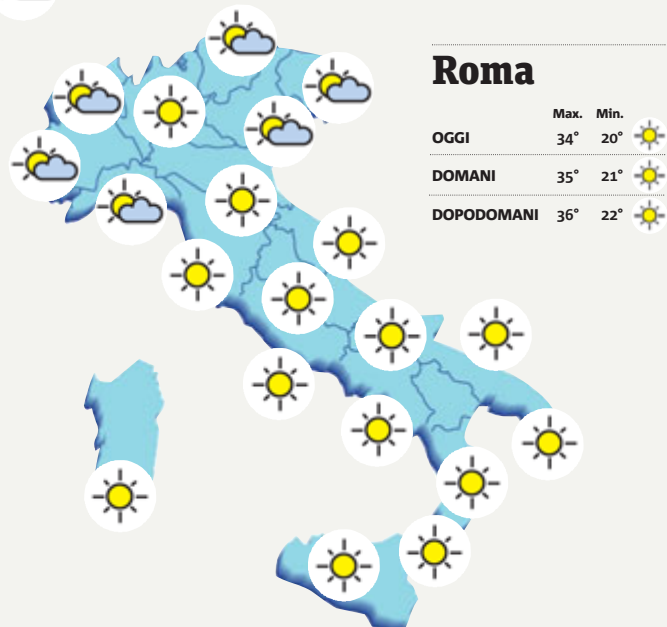 Roma
Max. Min.
OGGI 34° 20°
DOMANI 35° 21°
DOPODOMANI 36° 22°